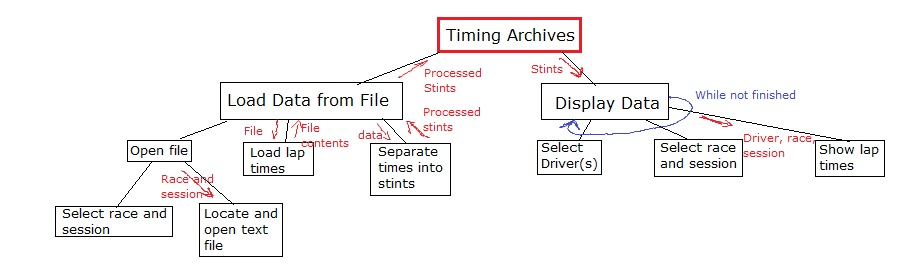 Timing Archives
Processed
Stints
Stints
Load Data from File
Display Data
While not finished
File
File
contents
data
Processed
stints
Driver, race,
session
Open file
Load lap
times
Separate
times into
stints
Select
Driver(s)
Select race
and session
Show lap
times
Race and
session
Select race and
session
Locate and
open text
file